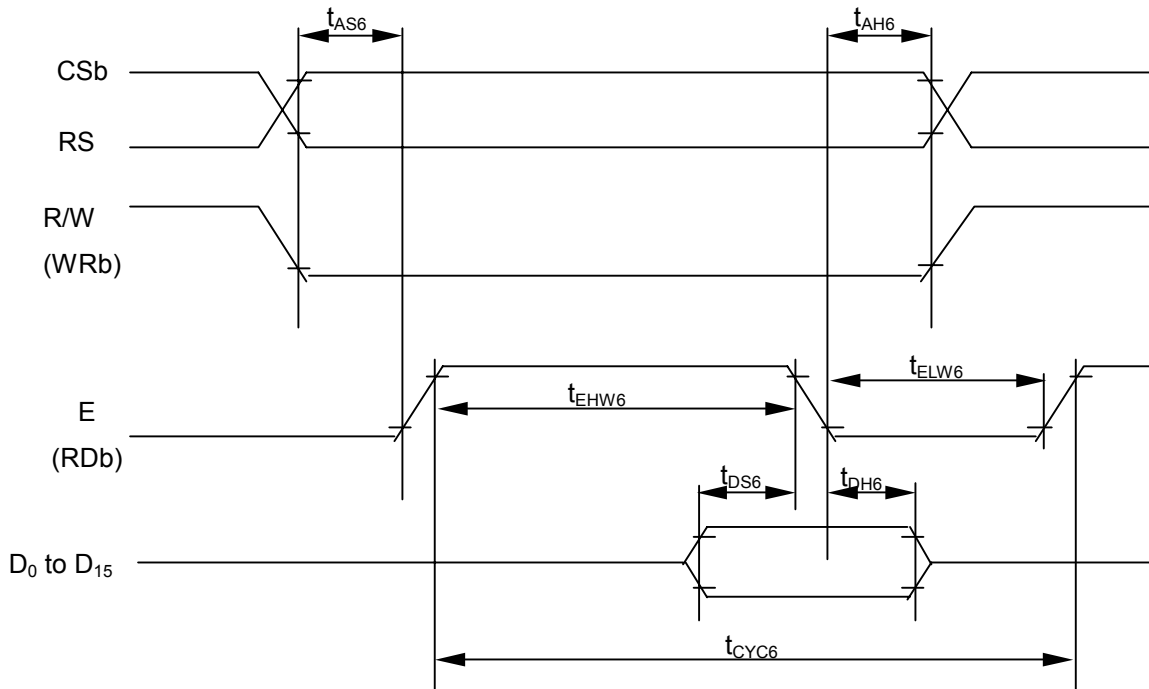 tAS6
tAH6
CSb
RS
R/W
(WRb)
tELW6
tEHW6
E
(RDb)
tDS6
tDH6
D0 to D15
tCYC6